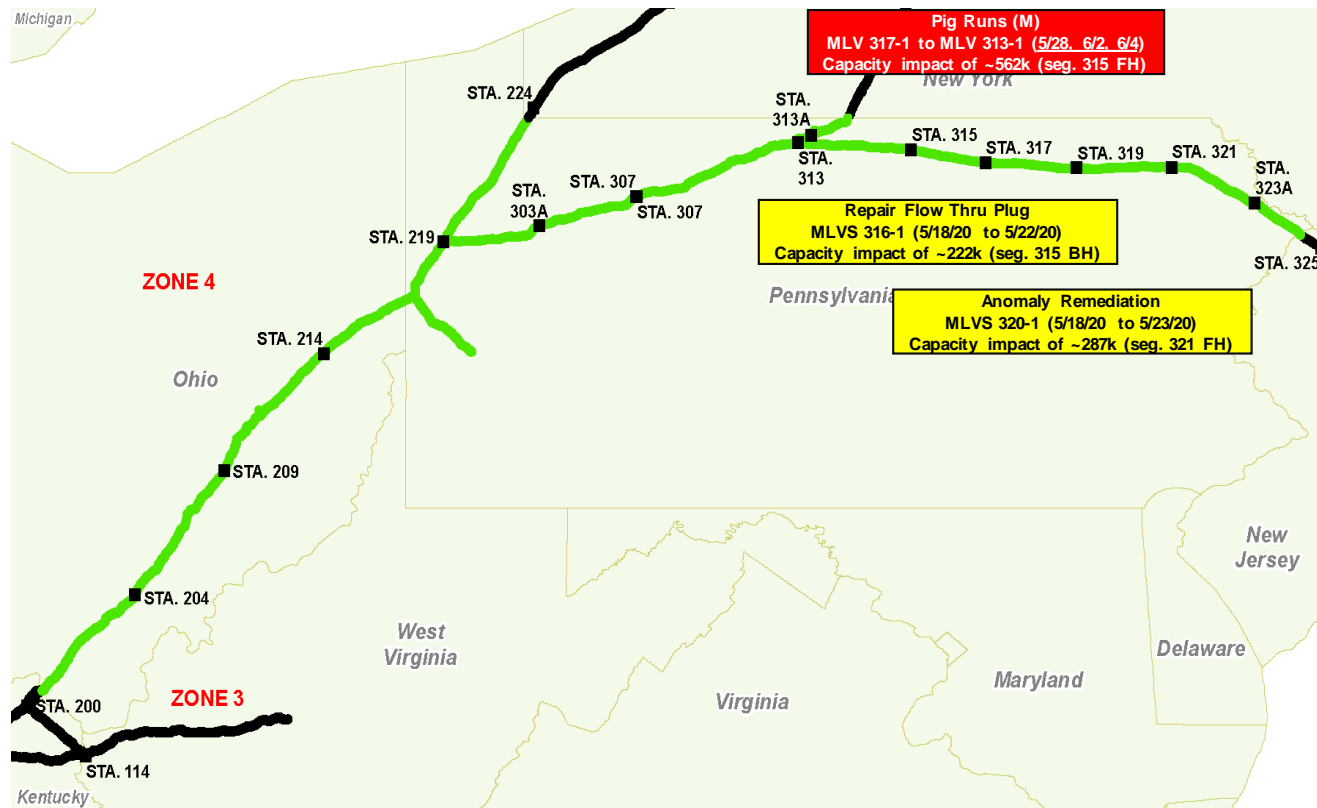 Michigan
Pig Runs (M)
MLV 317-1 to MLV 313-1 (5/28, 6/2, 6/4)
Capacity impact of ~562k (seg. 315 FH)
New York
STA. 224
STA.
313A
STA. 315
STA. 317
STA. 319
STA. 321
STA.
323A
STA.
313
STA. 307
STA. 307
STA.
303A
STA. 219
Repair Flow Thru Plug
MLVS 316-1 (5/18/20 to 5/22/20)
Capacity impact of ~222k (seg. 315 BH)
STA. 325
ZONE 4
Pennsylvania
Anomaly Remediation
MLVS 320-1 (5/18/20 to 5/23/20)
Capacity impact of ~287k (seg. 321 FH)
STA. 214
Ohio
STA. 209
New
Jersey
STA. 204
West
Virginia
Delaware
Maryland
ZONE 3
Virginia
STA. 200
STA. 114
Kentucky